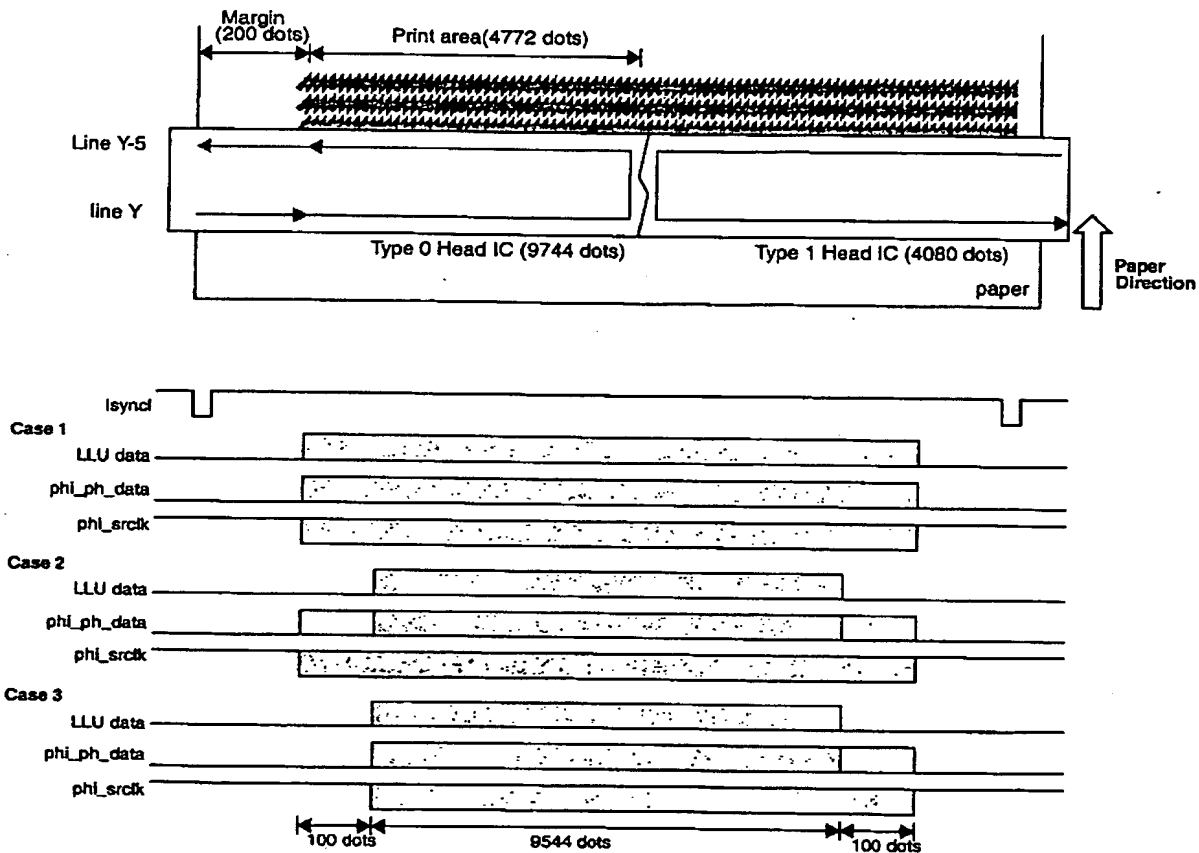 Margin
(200 dots)
Print area(4772 dots)
Line Y-5
line Y
Type 0 Head IC (9744 dots)
Type 1 Head IC (4080 dots)
Paper
Direction
paper
lsyncl
Case 1
LLU data
phi_ph_data
phi_srclk
Case 2
LLU data
phi_ph_data
phi_srclk
Case 3
LLU data
phi_ph_data
phi_srclk
100 dots
9544 dots
100 dots